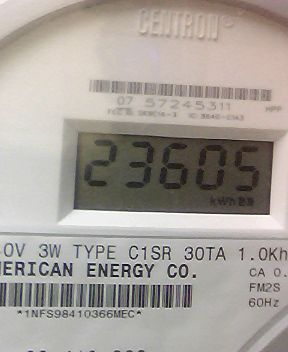 CENTRON
07 57245311
23605
kWh
0V 3W TYPE C1SR 30TA 1.0Kh
MERICAN ENERGY CO.
CA 0.
FM2S
60Hz
*1NFS98410366MEC*